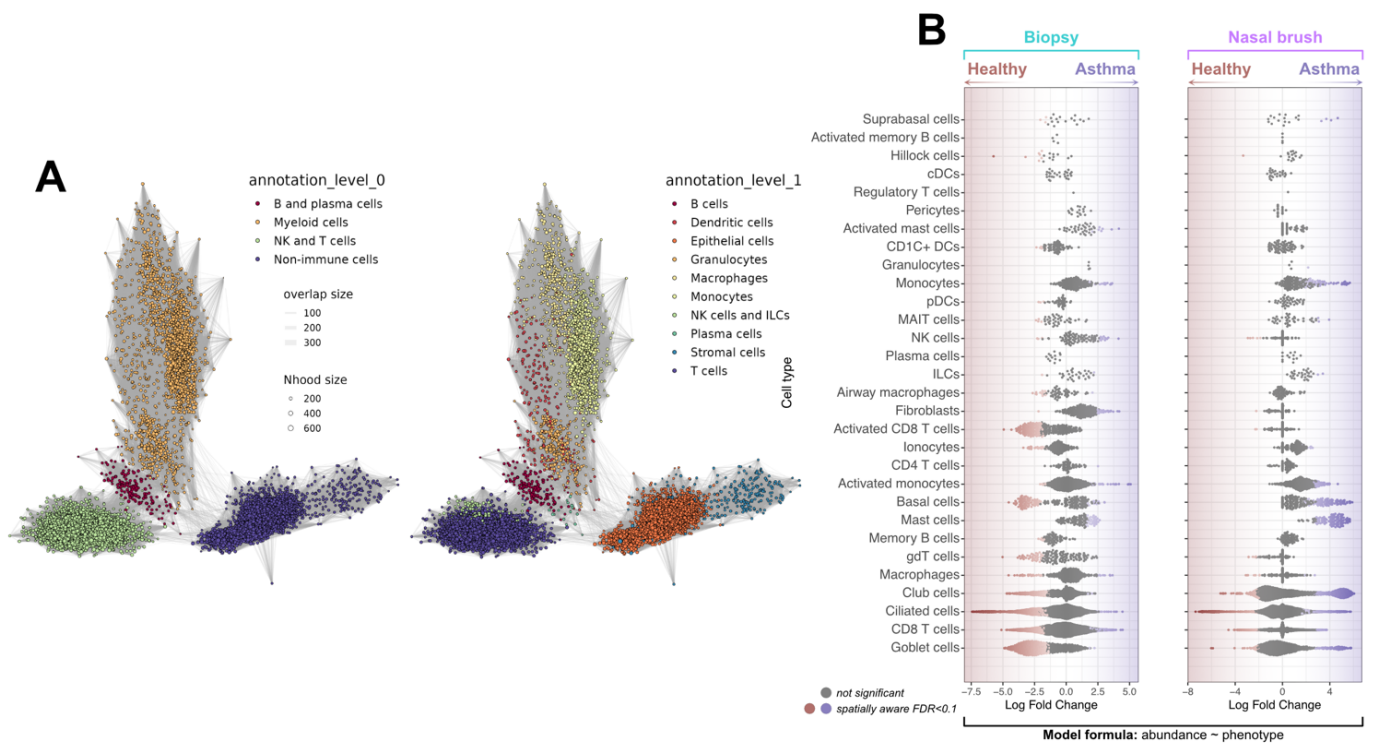 A
annotation_level_0
B and plasma cells
Myeloid cells
NK and T cells
Non-immune cells
overlap size
100
200
300
Nhood size
200
400
600
annotation_level_1
B cells
Dendritic cells
Epithelial cells
Granulocytes
Macrophages
Monocytes
NK cells and ILCs
Plasma cells
Stromal cells
T cells
B
Biopsy
Nasal brush
Healthy
Asthma
Healthy
Asthma
Cell type
Suprabasal cells
Activated memory B cells
Hillock cells
cDCs
Regulatory T cells
Pericytes
Activated mast cells
CD1C+ DCs
Granulocytes
Monocytes
pDCs
MAIT cells
NK cells
Plasma cells
ILCs
Airway macrophages
Fibroblasts
Activated CD8 T cells
Ionocytes
CD4 T cells
Activated monocytes
Basal cells
Mast cells
Memory B cells
gdT cells
Macrophages
Club cells
Ciliated cells
CD8 T cells
Goblet cells
−7.5 −5.0 −2.5 0.0 2.5 5.0
−8 −4 0 4
Log Fold Change
Log Fold Change
not significant
spatially aware FDR<0.1
Model formula: abundance ~ phenotype